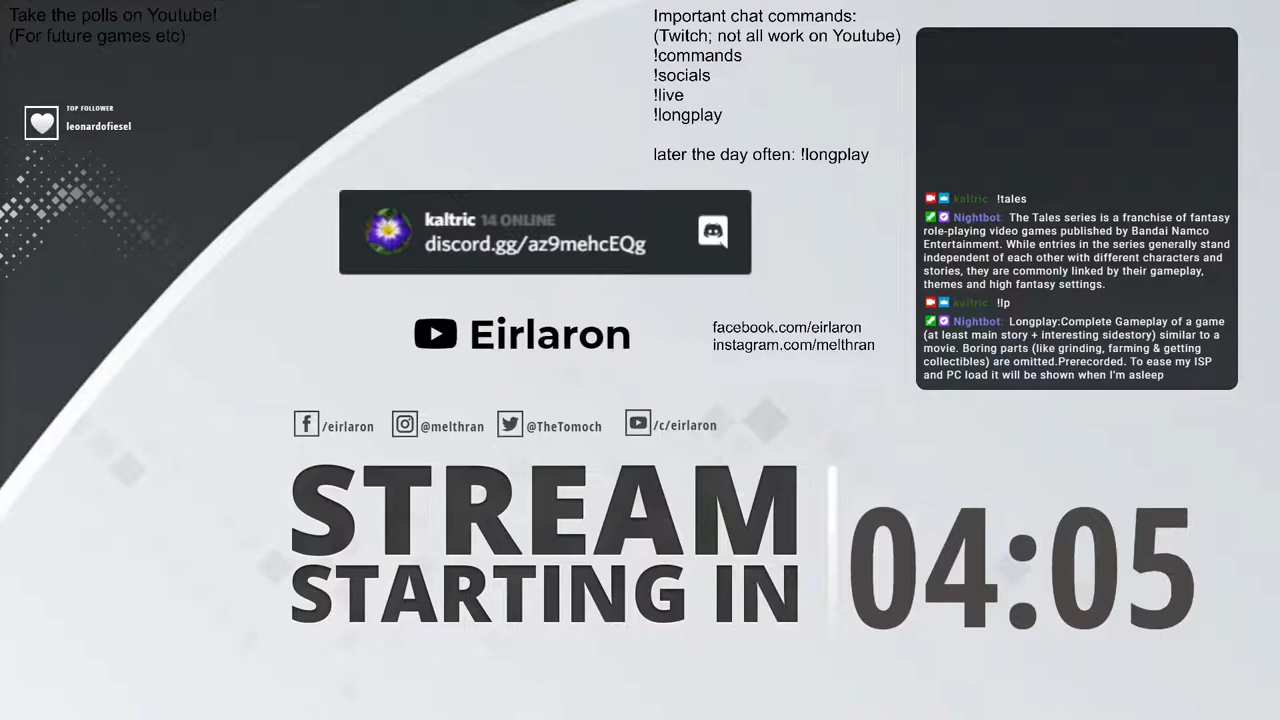 Take the polls on Youtube!
(For future games etc)
TOP FOLLOWER
leonardofiesel
Important chat commands:
(Twitch; not all work on Youtube)
!commands
!socials
!live
!longplay
later the day often: !longplay
kaltric 14 ONLINE
discord.gg/az9mehcEQg
Eirlaron
facebook.com/eirlaron
instagram.com/melthran
kaltric !tales
Nightbot: The Tales series is a franchise of fantasy
role-playing video games published by Bandai Namco
Entertainment. While entries in the series generally stand
independent of each other with different characters and
stories, they are commonly linked by their gameplay,
themes and high fantasy settings.
kaltric !lp
Nightbot: Longplay:Complete Gameplay of a game
(at least main story + interesting sidestory) similar to a
movie. Boring parts (like grinding, farming & getting
collectibles) are omitted.Prerecorded. To ease my ISP
and PC load it will be shown when I'm asleep
/eirlaron @melthran @TheTomoch /c/eirlaron
STREAM
STARTING IN
04:05